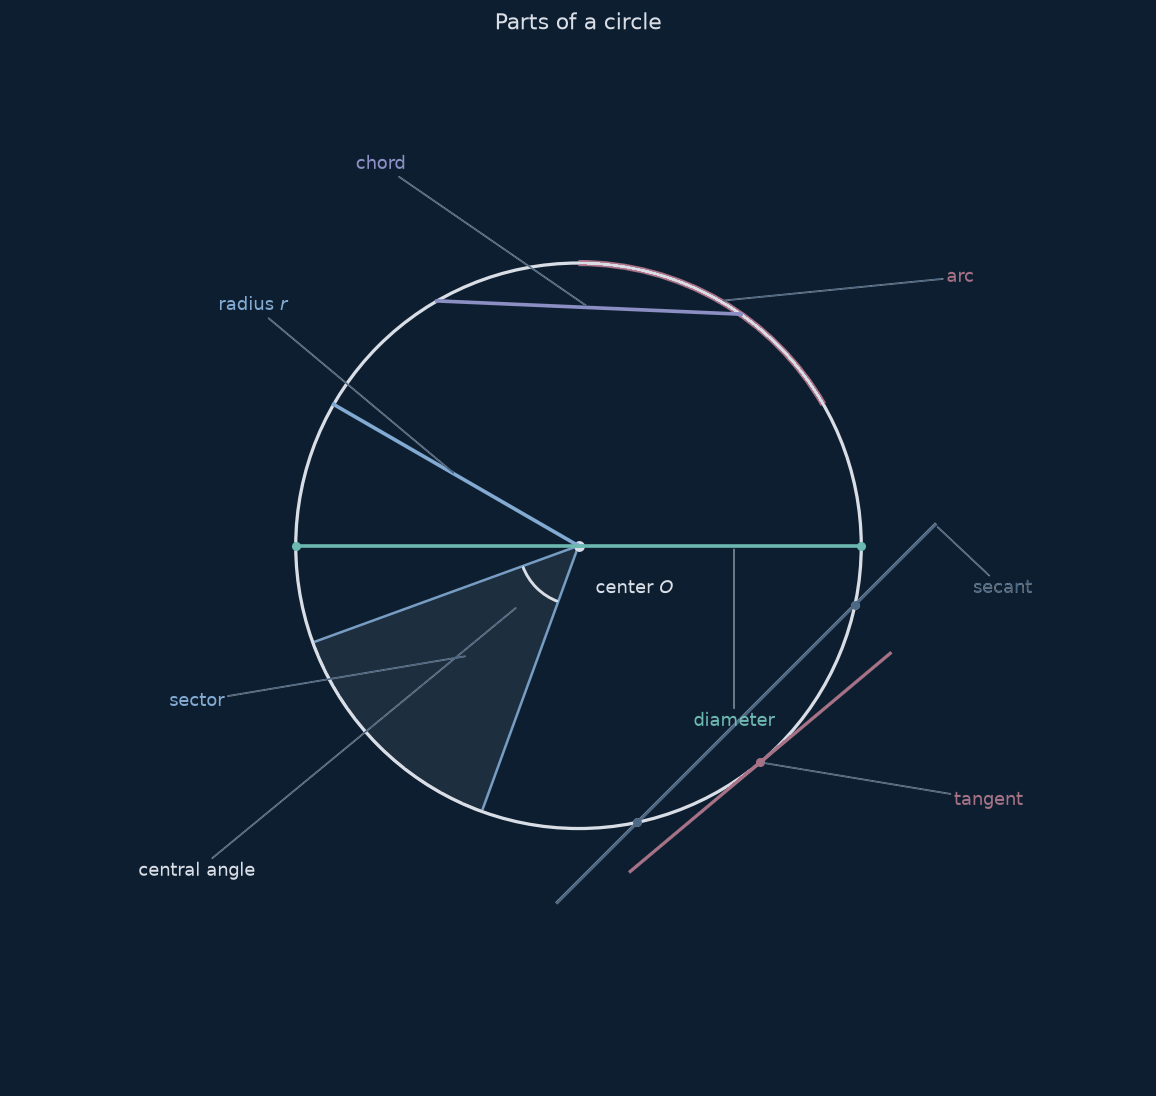 Parts of a circle
chord
arc
radius r
center O
secant
sector
diameter
tangent
central angle